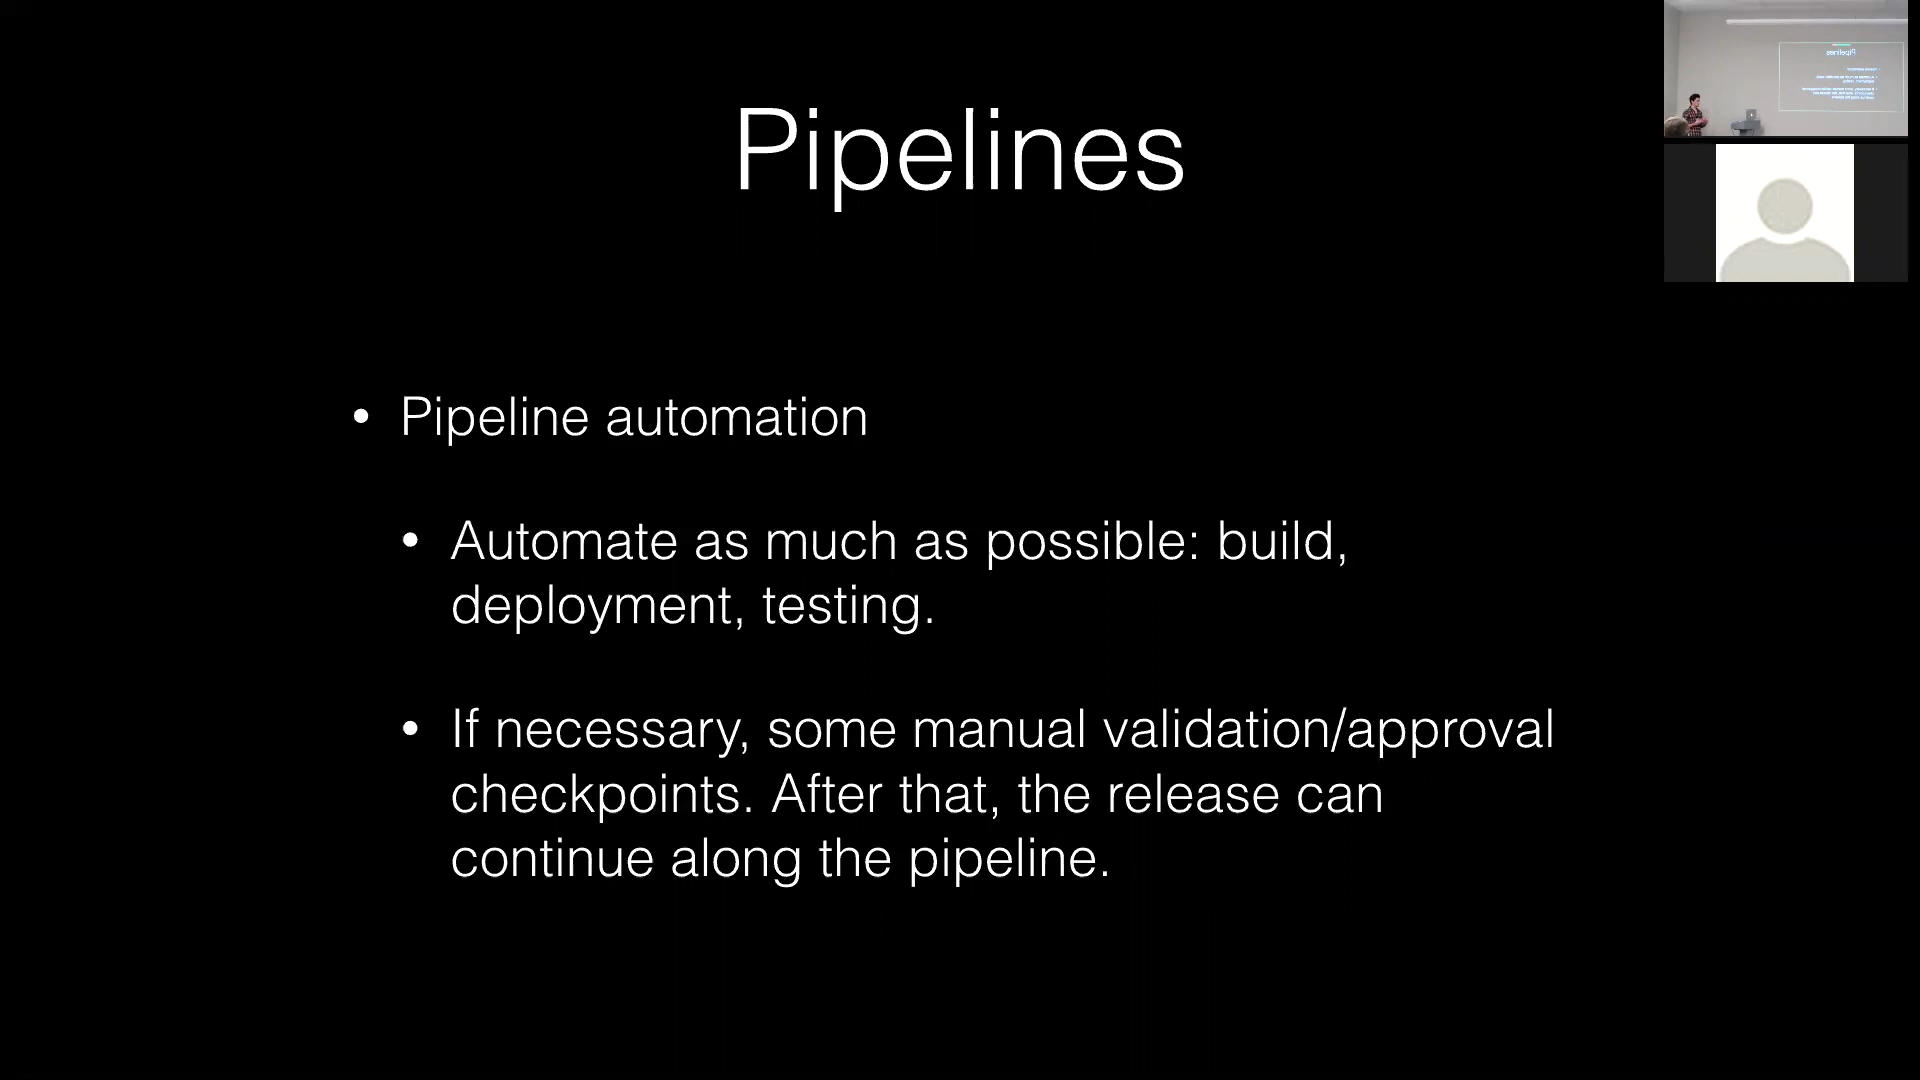 Pipelines
• Pipeline automation
• Automate as much as possible: build,
deployment, testing.
• If necessary, some manual validation/approval
checkpoints. After that, the release can
continue along the pipeline.
Pipelines